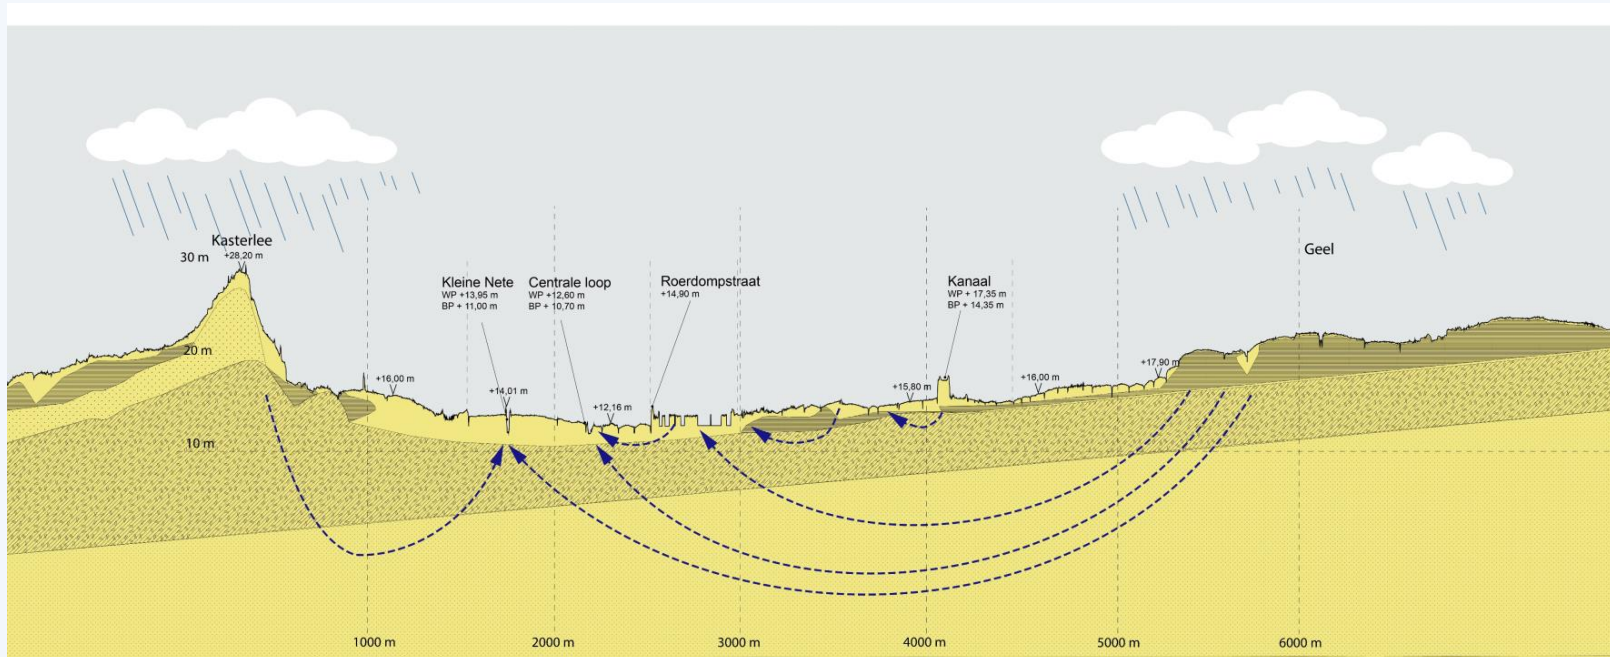 Kasterlee
+28,20 m
30 m
Geel
Kleine Nete
WP +13,95 m
BP + 11,00 m
Centrale loop
WP +12,60 m
BP + 10,70 m
Roerdompstraat
+14,90 m
Kanaal
WP + 17,35 m
BP + 14,35 m
20 m
+16,00 m
+14,01 m
+12,16 m
+15,80 m
+16,00 m
+17,90 m
10 m
1000 m
2000 m
3000 m
4000 m
5000 m
6000 m